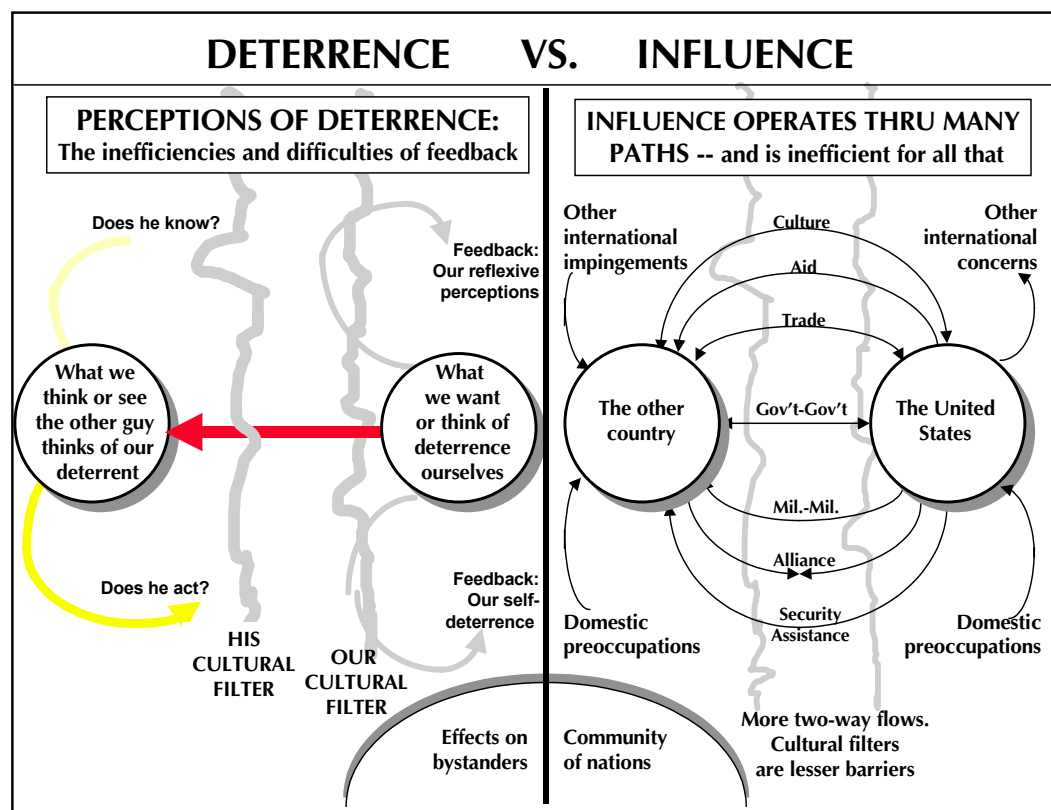 DETERRENCE VS. INFLUENCE
PERCEPTIONS OF DETERRENCE:
The inefficiencies and difficulties of feedback
Does he know?
Feedback:
Our reflexive
perceptions
What we
think or see
the other guy
thinks of our
deterrent
What
we want
or think of
deterrence
ourselves
Does he act?
Feedback:
Our self-
deterrence
HIS
CULTURAL
FILTER
OUR
CULTURAL
FILTER
Effects on
bystanders
INFLUENCE OPERATES THRU MANY
PATHS -- and is inefficient for all that
Other
international
impingements
Culture
Aid
Trade
Other
international
concerns
The other
country
Gov't-Gov't
The United
States
Mil.-Mil.
Alliance
Security
Assistance
Domestic
preoccupations
Domestic
preoccupations
Community
of nations
More two-way flows.
Cultural filters
are lesser barriers